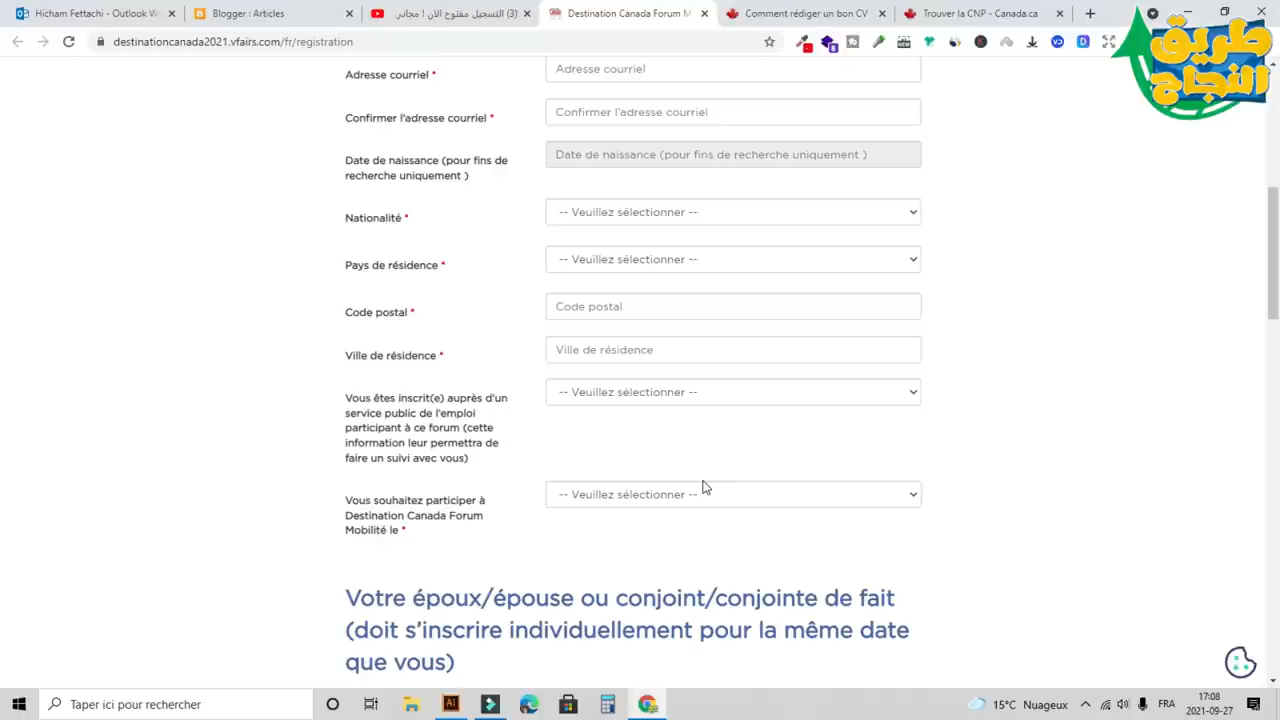 Hicham Fettachi - Outlook We
Blogger : Articles
(3) التسجيل مفتوح الان 1 مجاني
Destination Canada Forum M
Comment rédiger un bon CV
Trouver la CNP - Canada.ca
destinationcanada2021.vfairs.com/fr/registration
طريق
النجاح
Adresse courriel *
Adresse courriel
Confirmer l'adresse courriel *
Confirmer l'adresse courriel
Date de naissance (pour fins de
recherche uniquement )
Date de naissance (pour fins de recherche uniquement )
Nationalité *
-- Veuillez sélectionner --
Pays de résidence *
-- Veuillez sélectionner --
Code postal *
Code postal
Ville de résidence *
Ville de résidence
Vous êtes inscrit(e) auprès d'un
service public de l'emploi
participant à ce forum (cette
information leur permettra de
faire un suivi avec vous)
-- Veuillez sélectionner --
Vous souhaitez participer à
Destination Canada Forum
Mobilité le *
-- Veuillez sélectionner --
Votre époux/épouse ou conjoint/conjointe de fait
(doit s'inscrire individuellement pour la même date
que vous)
Taper ici pour rechercher
15°C Nuageux
FRA
17:08
2021-09-27